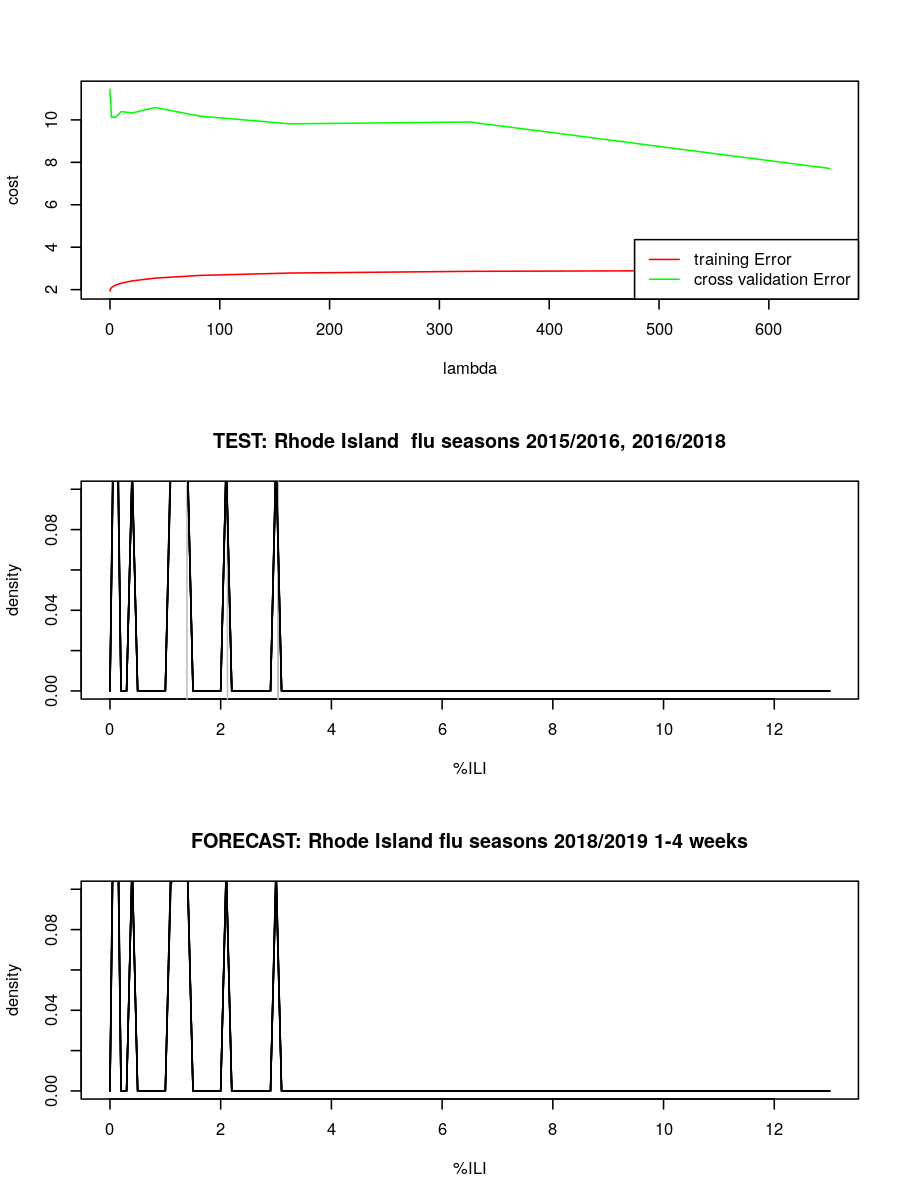 cost
10
8
6
4
2
training Error
cross validation Error
0 100 200 300 400 500 600
lambda
TEST: Rhode Island  flu seasons 2015/2016, 2016/2018
density
0.08
0.04
0.00
0 2 4 6 8 10 12
%ILI
FORECAST: Rhode Island flu seasons 2018/2019 1-4 weeks
density
0.08
0.04
0.00
0 2 4 6 8 10 12
%ILI